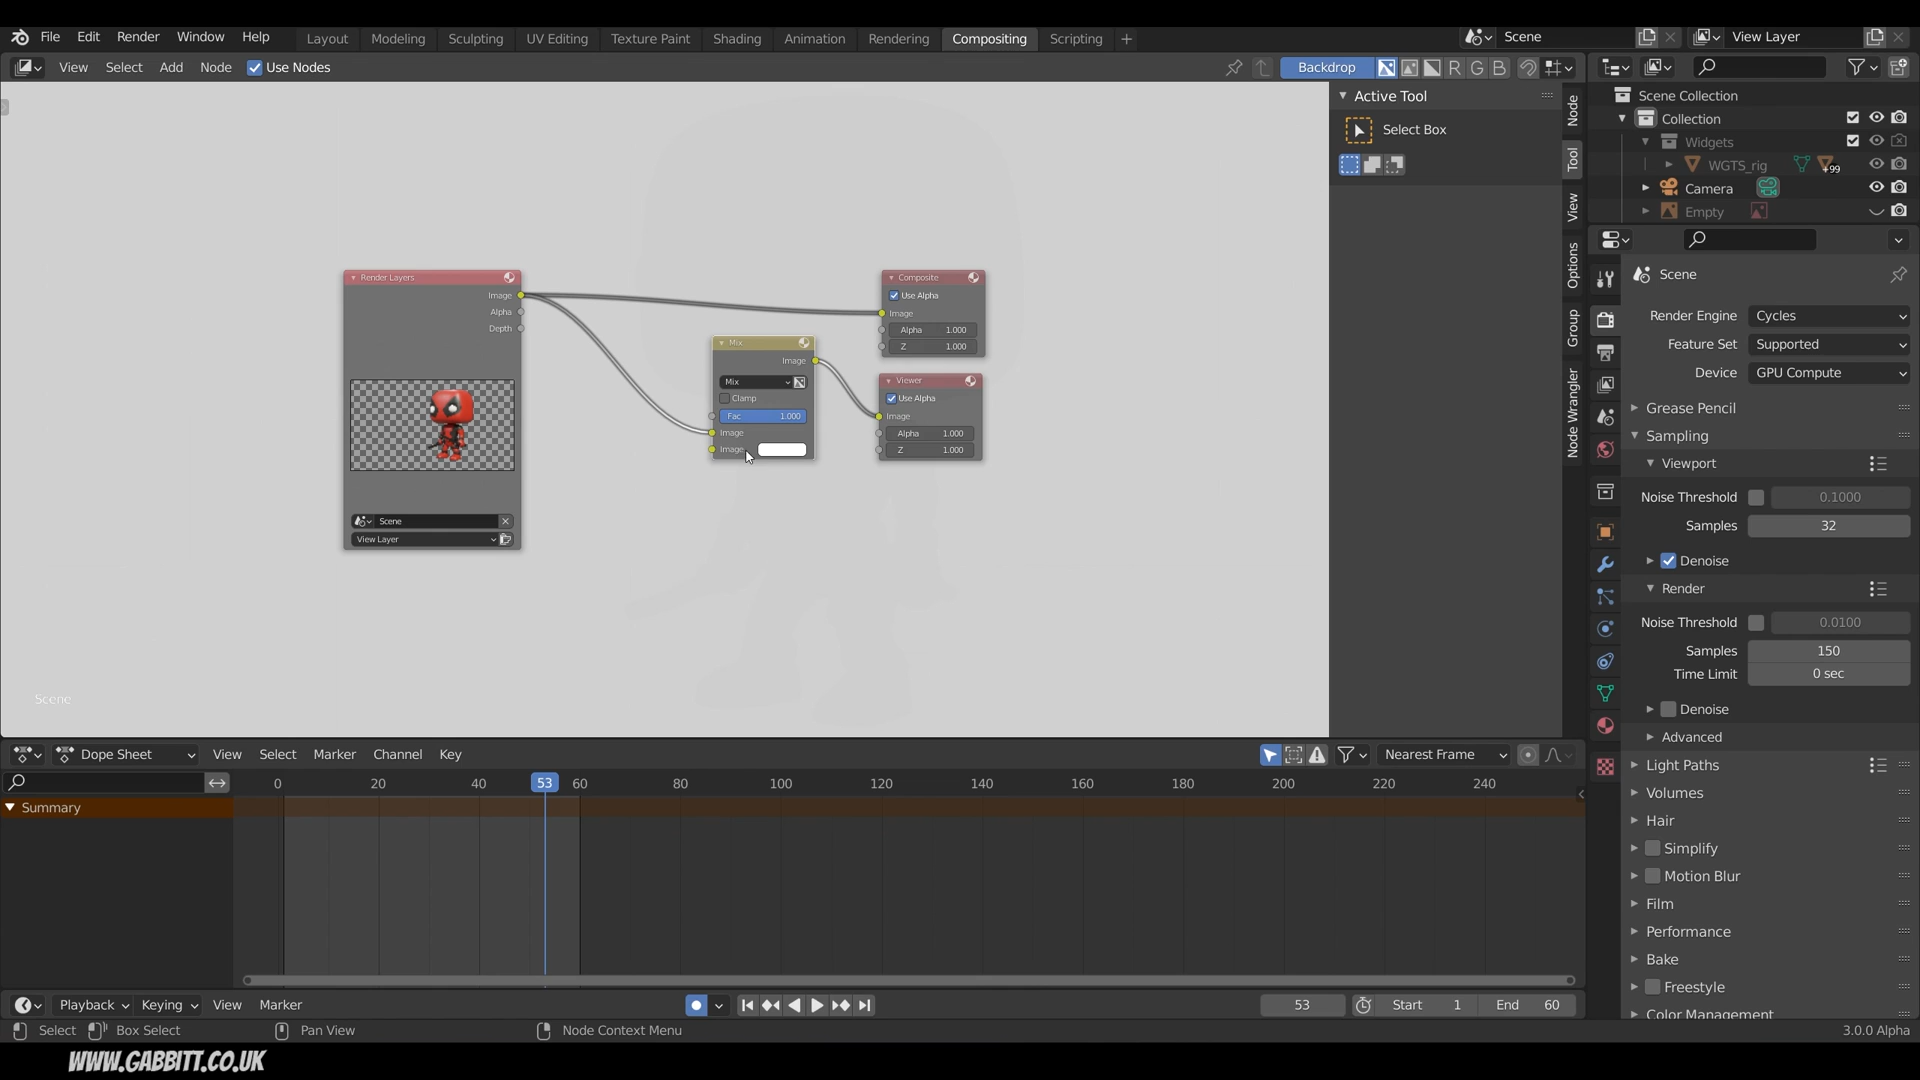 File Edit Render Window Help Layout Modeling Sculpting UV Editing Texture Paint Shading Animation Rendering Compositing Scripting + Scene View Layer
View Select Add Node Use Nodes Backdrop R G B
Active Tool
Select Box
Node
Tool
View
Options
Group
Node Wrangler
Scene Collection
Collection
Widgets
WGTS_rig +99
Camera
Empty
Render Layers
Image
Alpha
Depth
Scene
View Layer
Mix
Image
Mix
Clamp
Fac 1.000
Image
Image
Composite
Use Alpha
Image
Alpha 1.000
Z 1.000
Viewer
Use Alpha
Image
Alpha 1.000
Z 1.000
Scene
Scene
Render Engine Cycles
Feature Set Supported
Device GPU Compute
Grease Pencil
Sampling
Viewport
Noise Threshold 0.1000
Samples 32
Denoise
Render
Noise Threshold 0.0100
Samples 150
Time Limit 0 sec
Denoise
Advanced
Light Paths
Volumes
Hair
Simplify
Motion Blur
Film
Performance
Bake
Freestyle
Color Management
Dope Sheet View Select Marker Channel Key Nearest Frame
0 20 40 53 60 80 100 120 140 160 180 200 220 240
Summary
Playback Keying View Marker 53 Start 1 End 60
Select Box Select Pan View Node Context Menu 3.0.0 Alpha
WWW.GABBITT.CO.UK